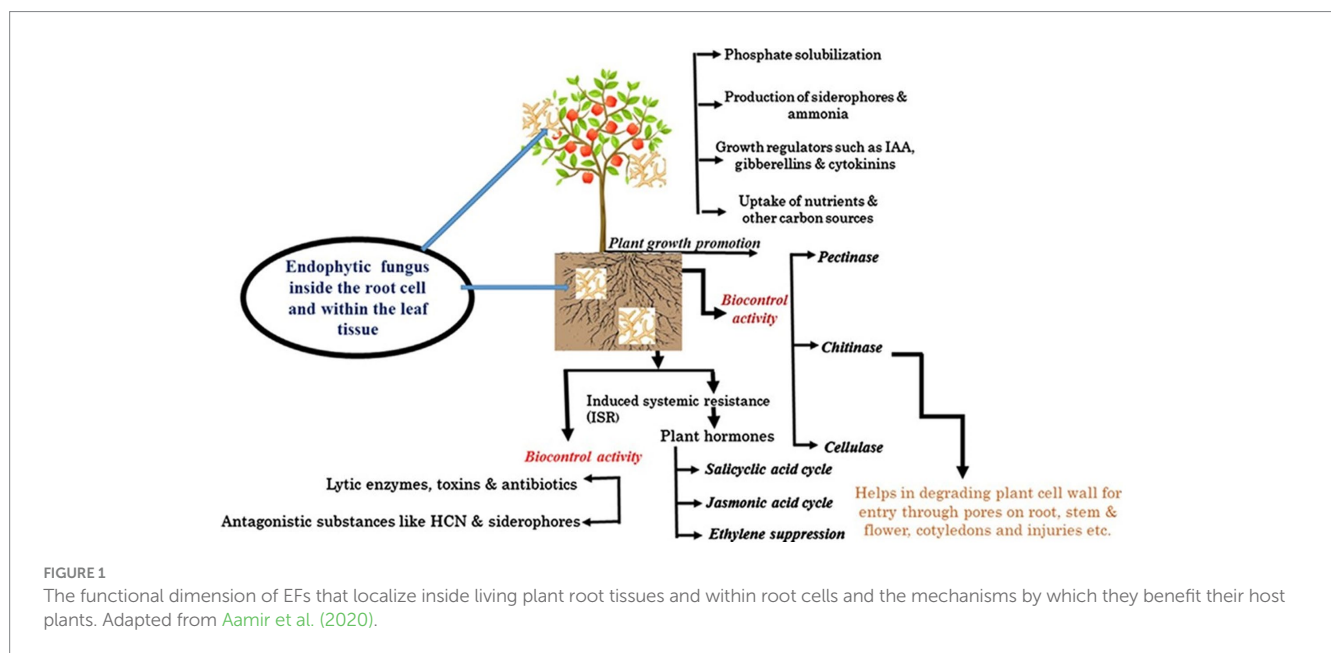 Phosphate solubilization
Production of siderophores &
ammonia
Growth regulators such as IAA,
gibberellins & cytokinins
Uptake of nutrients &
other carbon sources
Endophytic fungus
inside the root cell
and within the leaf
tissue
Plant growth promotion
Biocontrol
activity
Pectinase
Chitinase
Cellulase
Induced systemic resistance
(ISR)
Plant hormones
Biocontrol activity
Lytic enzymes, toxins & antibiotics
Antagonistic substances like HCN & siderophores
Salicyclic acid cycle
Jasmonic acid cycle
Ethylene suppression
Helps in degrading plant cell wall for
entry through pores on root, stem &
flower, cotyledons and injuries etc.
FIGURE 1
The functional dimension of EFs that localize inside living plant root tissues and within root cells and the mechanisms by which they benefit their host
plants. Adapted from Aamir et al. (2020).